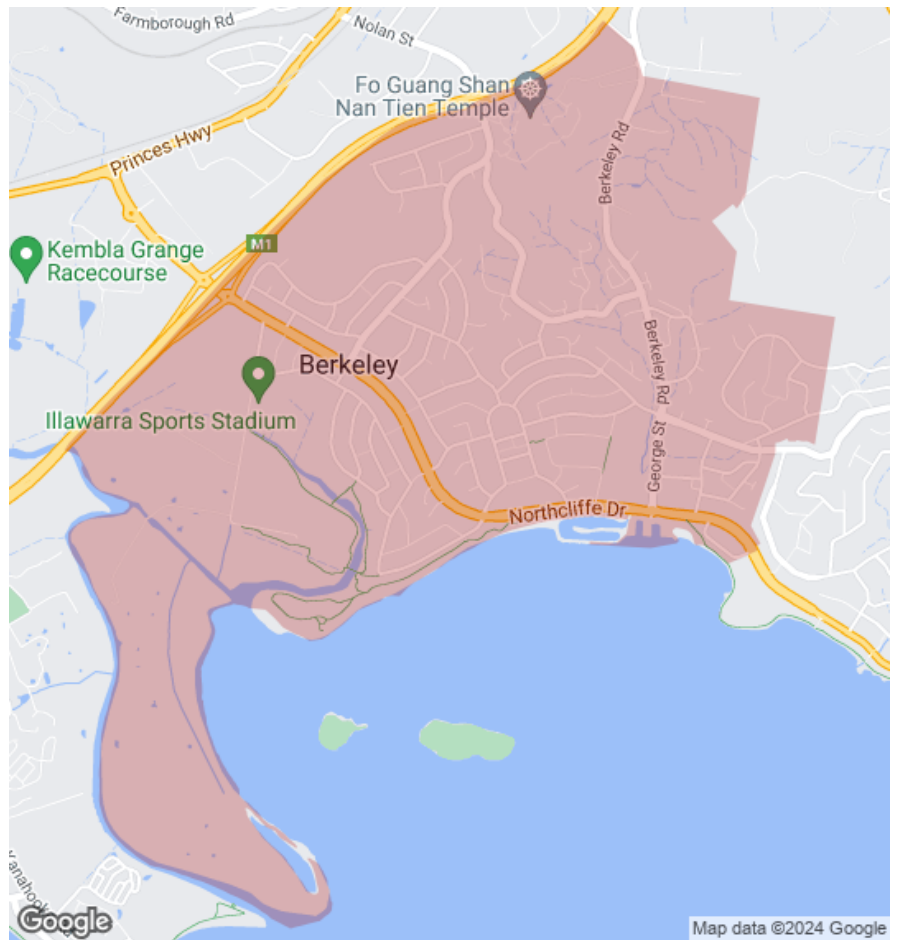 Farmborough Rd
Nolan St
Fo Guang Shan
Nan Tien Temple
Princes Hwy
Berkeley Rd
M1
Kembla Grange
Racecourse
Berkeley
Berkeley Rd
Illawarra Sports Stadium
George St
Northcliffe Dr
Google
Map data ©2024 Google